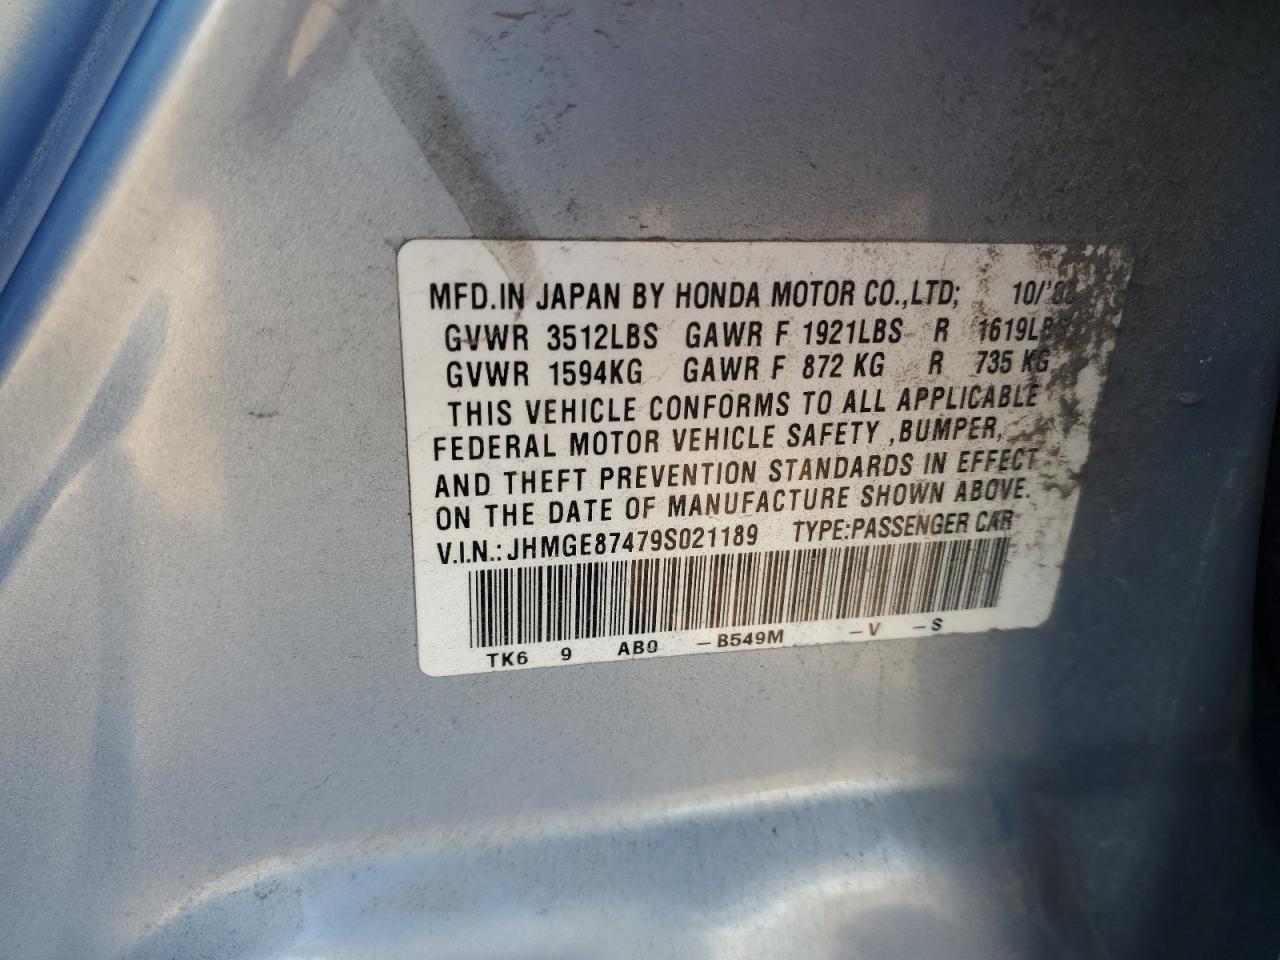 MFD.IN JAPAN BY HONDA MOTOR CO.,LTD;
GVWR 3512LBS GAWR F 1921LBS R 1619LBS
GVWR 1594KG GAWR F 872 KG R 735 KG
THIS VEHICLE CONFORMS TO ALL APPLICABLE
FEDERAL MOTOR VEHICLE SAFETY ,BUMPER,
AND THEFT PREVENTION STANDARDS IN EFFECT
ON THE DATE OF MANUFACTURE SHOWN ABOVE.
V.I.N.: JHMGE87479S021189 TYPE:PASSENGER CAR
TK6 9 AB0 -B549M -V -S